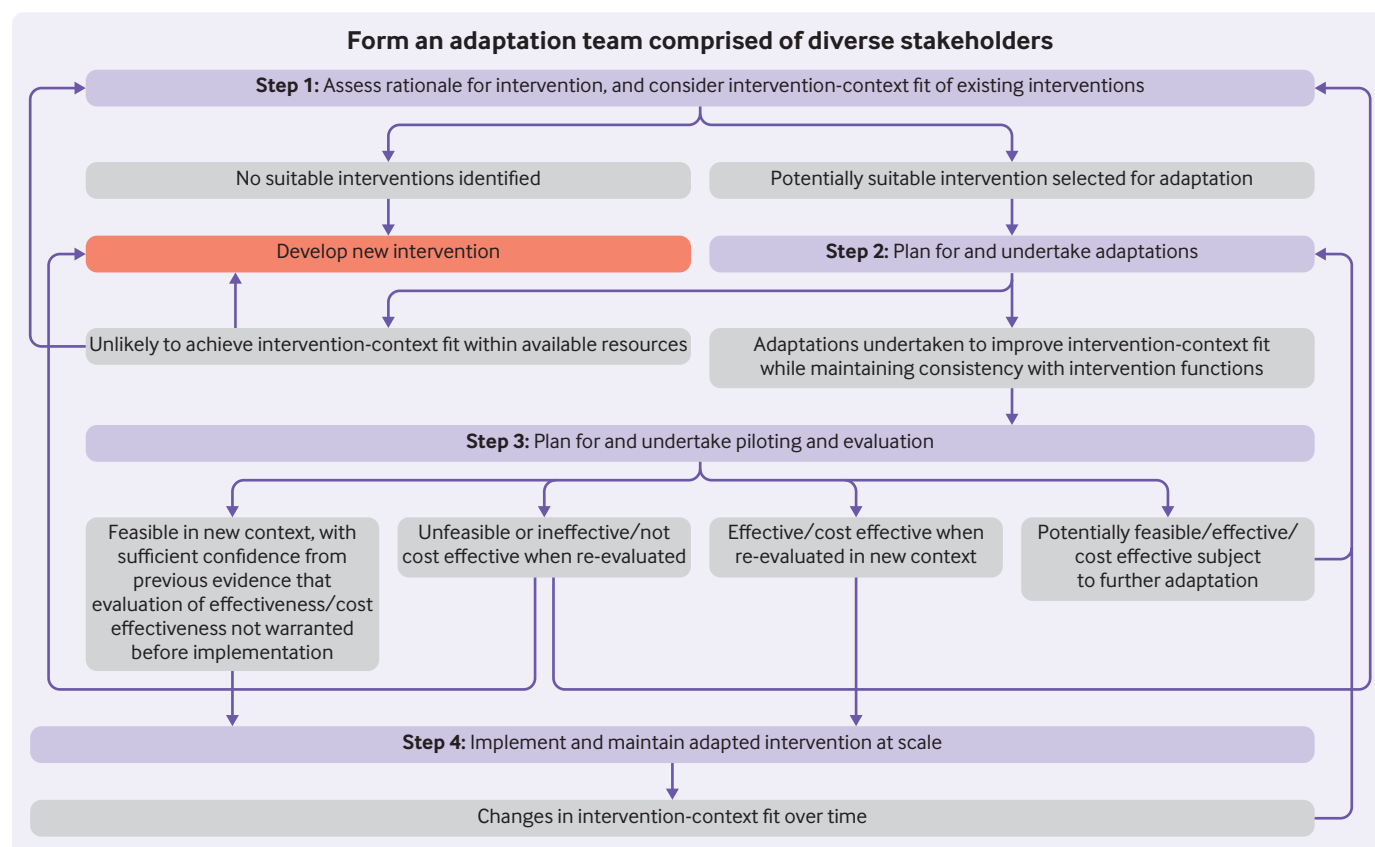 Form an adaptation team comprised of diverse stakeholders
Step 1: Assess rationale for intervention, and consider intervention-context fit of existing interventions
No suitable interventions identified
Potentially suitable intervention selected for adaptation
Develop new intervention
Step 2: Plan for and undertake adaptations
Unlikely to achieve intervention-context fit within available resources
Adaptations undertaken to improve intervention-context fit
while maintaining consistency with intervention functions
Step 3: Plan for and undertake piloting and evaluation
Feasible in new context, with
sufficient confidence from
previous evidence that
evaluation of effectiveness/cost
effectiveness not warranted
before implementation
Unfeasible or ineffective/not
cost effective when re-evaluated
Effective/cost effective when
re-evaluated in new context
Potentially feasible/effective/
cost effective subject
to further adaptation
Step 4: Implement and maintain adapted intervention at scale
Changes in intervention-context fit over time